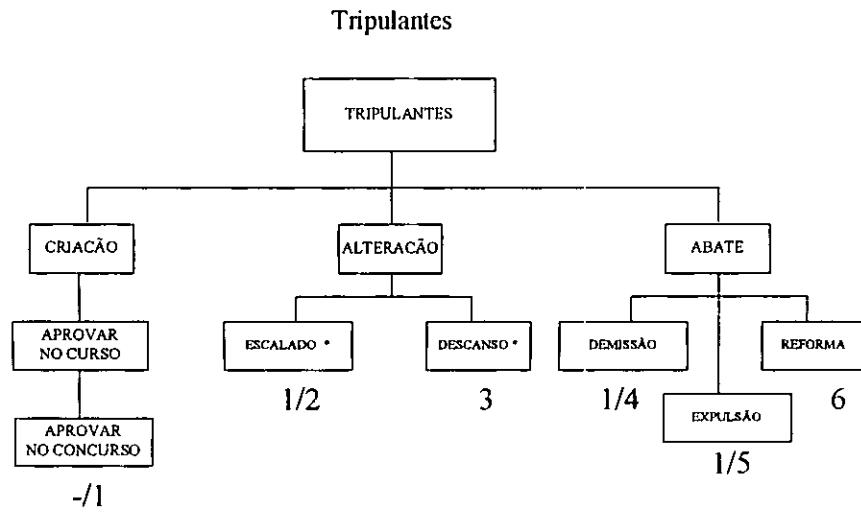 Tripulantes
TRIPULANTES
CRIACÃO
ALTERACÃO
ABATE
APROVAR
NO CURSO
ESCALADO *
DESCANSO *
DEMISSÃO
REFORMA
1/2
3
1/4
6
EXPULSÃO
APROVAR
NO CONCURSO
1/5
-/1